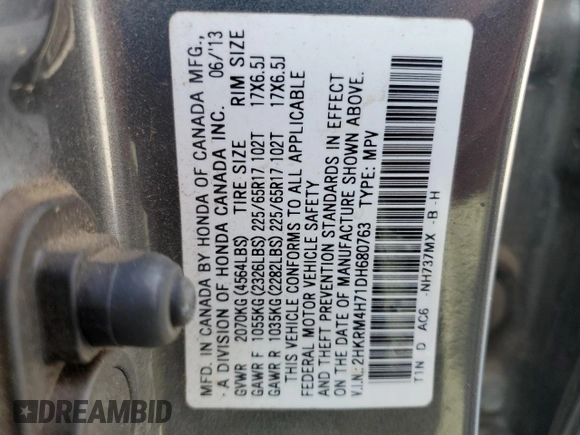 MFD. IN CANADA BY HONDA OF CANADA MFG.,
A DIVISION OF HONDA CANADA INC. 06/'13
GVWR 2070KG(4564LBS) TIRE SIZE RIM SIZE
GAWR F 1055KG(2326LBS) 225/65R17 102T 17X6.5J
GAWR R 1035KG(2282LBS) 225/65R17 102T 17X6.5J
THIS VEHICLE CONFORMS TO ALL APPLICABLE
FEDERAL MOTOR VEHICLE SAFETY
AND THEFT PREVENTION STANDARDS IN EFFECT
ON THE DATE OF MANUFACTURE SHOWN ABOVE.
V.I.N.: 2HKRM4H71DH680763 TYPE: MPV
T1N D AC6 -NH737MX -B -H
DREAMBID